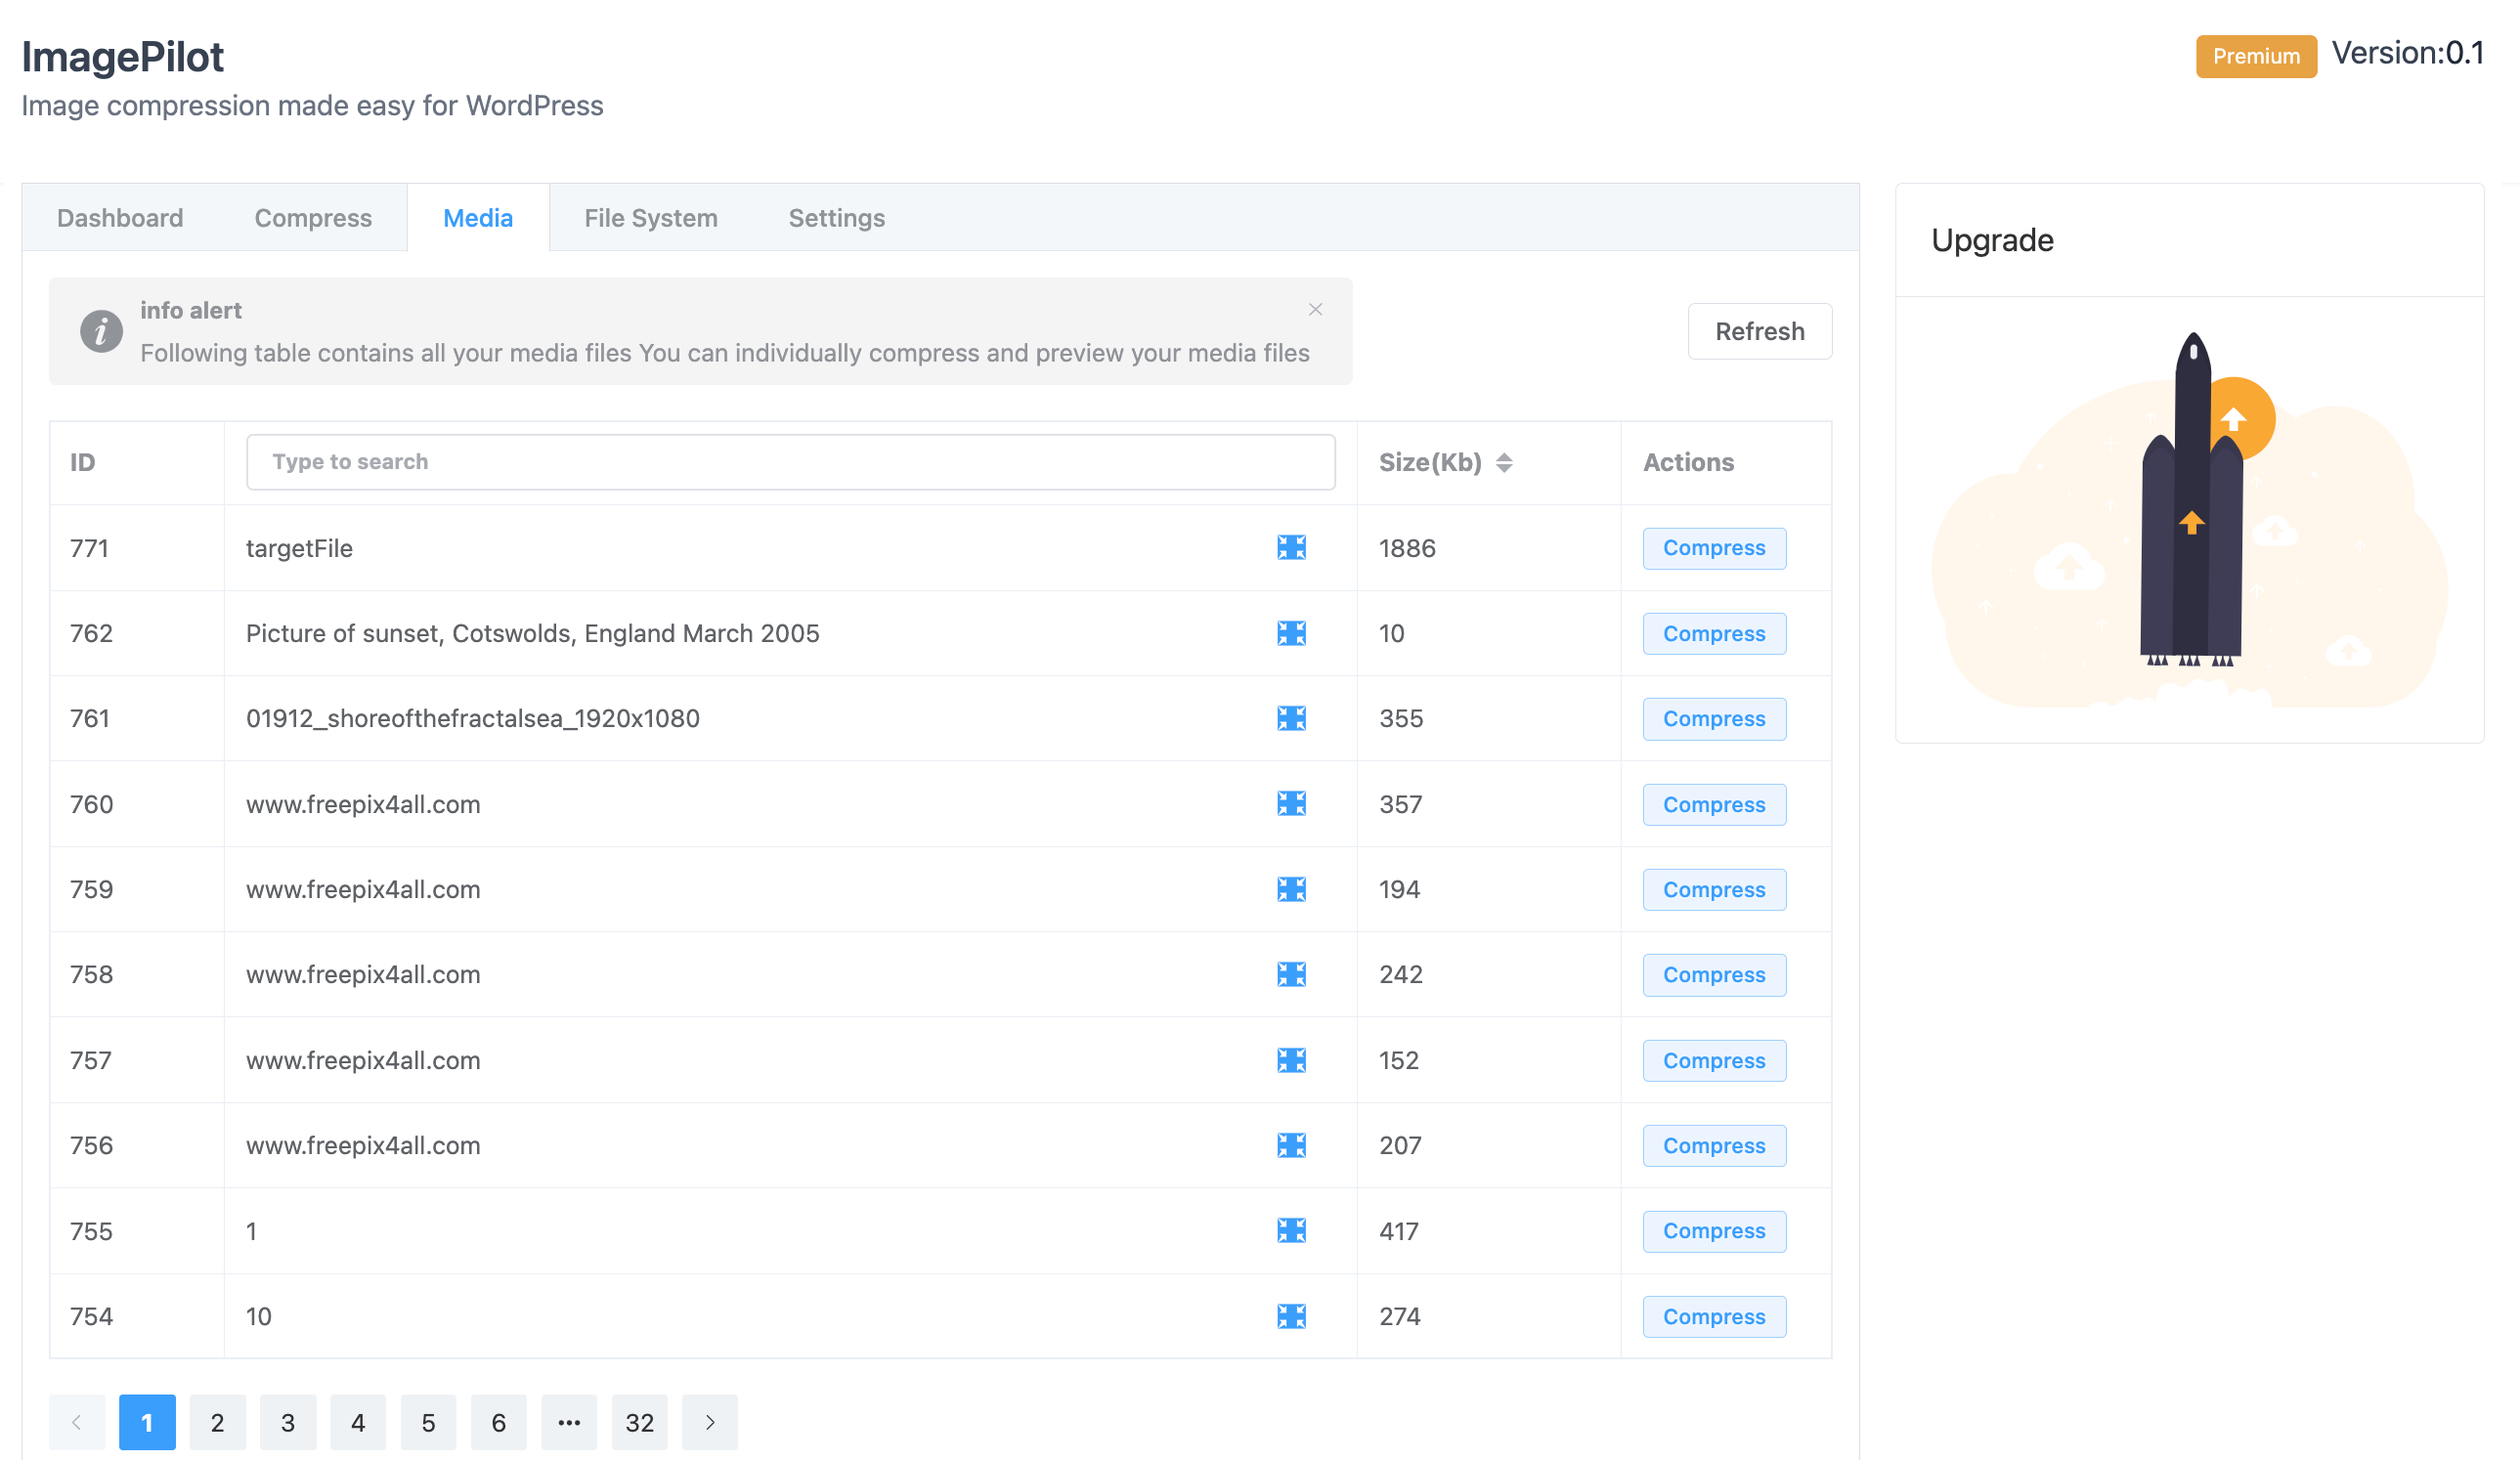 ImagePilot
Premium Version:0.1
Image compression made easy for WordPress
Dashboard Compress Media File System Settings
Upgrade
info alert
Following table contains all your media files You can individually compress and preview your media files
Refresh
ID Type to search Size(Kb) Actions
771 targetFile 1886 Compress
762 Picture of sunset, Cotswolds, England March 2005 10 Compress
761 01912_shoreofthefractalsea_1920x1080 355 Compress
760 www.freepix4all.com 357 Compress
759 www.freepix4all.com 194 Compress
758 www.freepix4all.com 242 Compress
757 www.freepix4all.com 152 Compress
756 www.freepix4all.com 207 Compress
755 1 417 Compress
754 10 274 Compress
1 2 3 4 5 6 ... 32